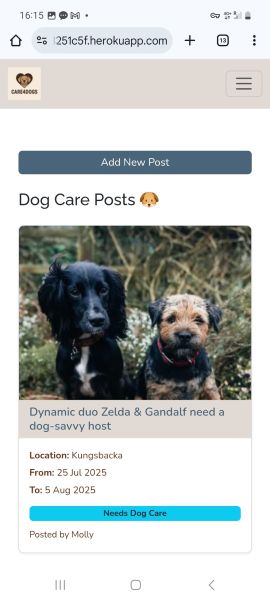 16:15
251c5f.herokuapp.com
13
CARE4DOGS
Add New Post
Dog Care Posts 🐶
Dynamic duo Zelda & Gandalf need a
dog-savvy host
Location: Kungsbacka
From: 25 Jul 2025
To: 5 Aug 2025
Needs Dog Care
Posted by Molly